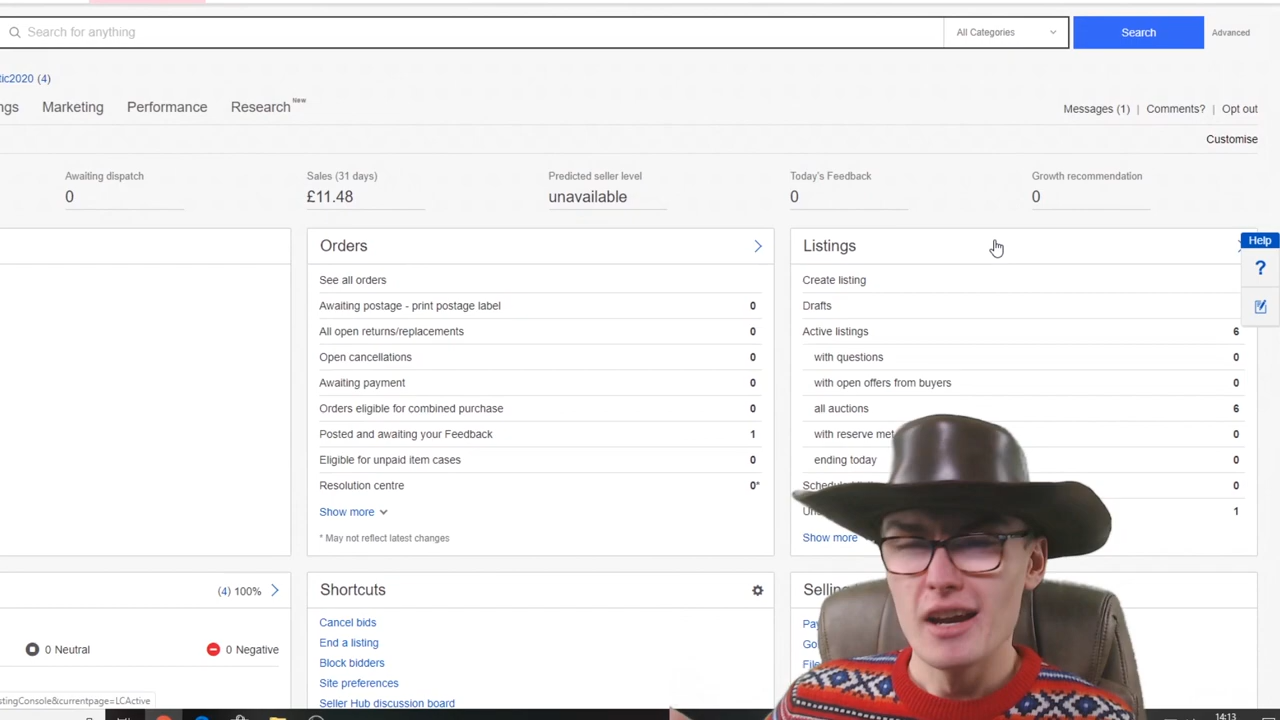 Search for anything
All Categories
Search
Advanced
tic2020 (4)
ngs Marketing Performance Research New
Messages (1) | Comments? | Opt out
Customise
Awaiting dispatch
0
Sales (31 days)
£11.48
Predicted seller level
unavailable
Today's Feedback
0
Growth recommendation
0
Orders
See all orders
Awaiting postage - print postage label 0
All open returns/replacements 0
Open cancellations 0
Awaiting payment 0
Orders eligible for combined purchase 0
Posted and awaiting your Feedback 1
Eligible for unpaid item cases 0
Resolution centre 0*
Show more
* May not reflect latest changes
Listings
Create listing
Drafts
Active listings 6
with questions 0
with open offers from buyers 0
all auctions 6
with reserve met 0
ending today 0
0
1
Show more
Help
?
(4) 100%
0 Neutral
0 Negative
Shortcuts
Cancel bids
End a listing
Block bidders
Site preferences
Seller Hub discussion board
Selling
stingConsole&currentpage=LCActive
14:13